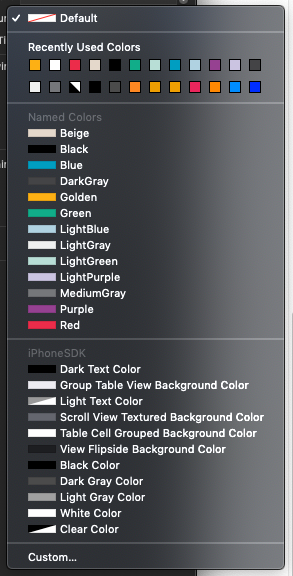 Default
Recently Used Colors
Named Colors
Beige
Black
Blue
DarkGray
Golden
Green
LightBlue
LightGray
LightGreen
LightPurple
MediumGray
Purple
Red
iPhoneSDK
Dark Text Color
Group Table View Background Color
Light Text Color
Scroll View Textured Background Color
Table Cell Grouped Background Color
View Flipside Background Color
Black Color
Dark Gray Color
Light Gray Color
White Color
Clear Color
Custom...